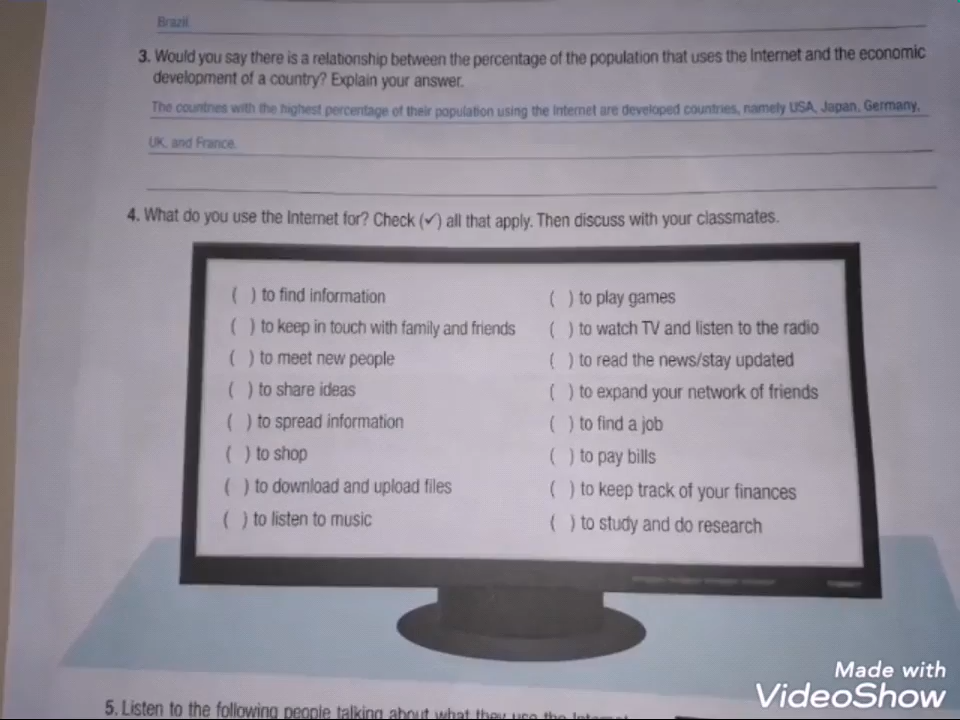 Brazil
3. Would you say there is a relationship between the percentage of the population that uses the Internet and the economic
development of a country? Explain your answer.
The countries with the highest percentage of their population using the Internet are developed countries, namely USA, Japan, Germany,
UK, and France.
4. What do you use the Internet for? Check (✓) all that apply. Then discuss with your classmates.
( ) to find information
( ) to keep in touch with family and friends
( ) to meet new people
( ) to share ideas
( ) to spread information
( ) to shop
( ) to download and upload files
( ) to listen to music
( ) to play games
( ) to watch TV and listen to the radio
( ) to read the news/stay updated
( ) to expand your network of friends
( ) to find a job
( ) to pay bills
( ) to keep track of your finances
( ) to study and do research
5. Listen to the following people talking about what they use the Internet
Made with
VideoShow